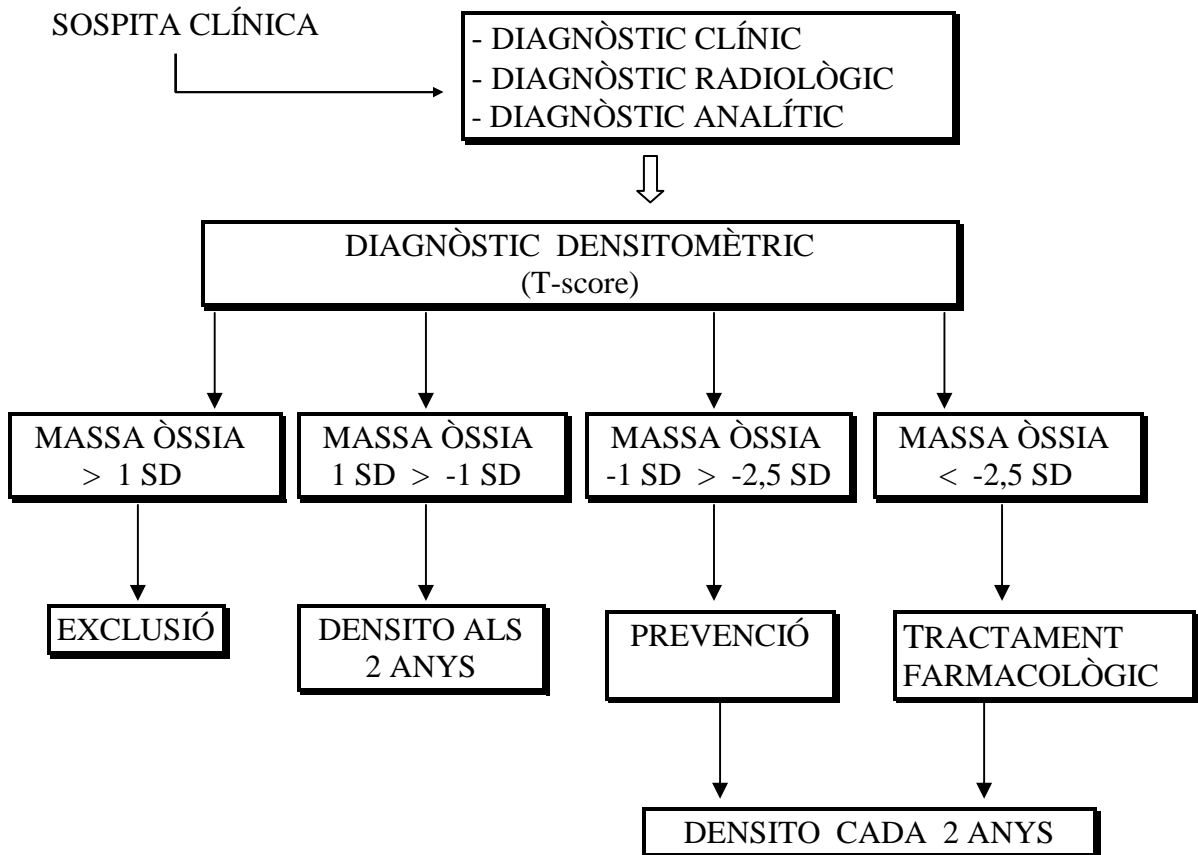 SOSPITA CLÍNICA
- DIAGNÒSTIC CLÍNIC
- DIAGNÒSTIC RADIOLÒGIC
- DIAGNÒSTIC ANALÍTIC
DIAGNÒSTIC DENSITOMÈTRIC
(T-score)
MASSA ÒSSIA
> 1 SD
MASSA ÒSSIA
1 SD > -1 SD
MASSA ÒSSIA
-1 SD > -2,5 SD
MASSA ÒSSIA
< -2,5 SD
EXCLUSIÓ
DENSITO ALS
2 ANYS
PREVENCIÓ
TRACTAMENT
FARMACOLÒGIC
DENSITO CADA 2 ANYS